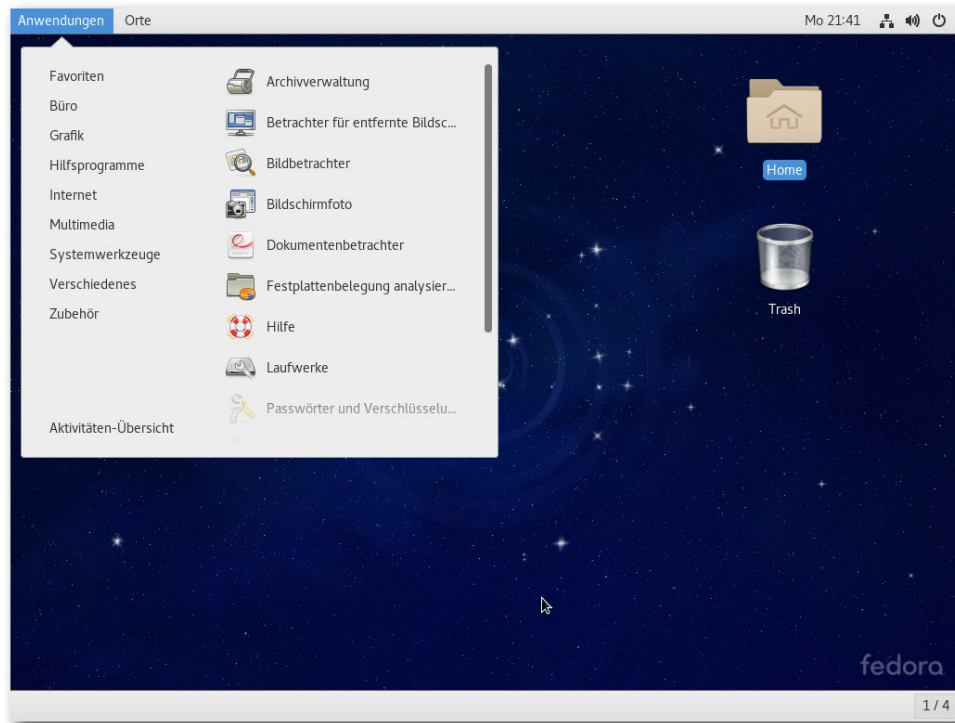 Anwendungen Orte Mo 21:41
Favoriten
Büro
Grafik
Hilfsprogramme
Internet
Multimedia
Systemwerkzeuge
Verschiedenes
Zubehör
Aktivitäten-Übersicht
Archivverwaltung
Betrachter für entfernte Bildsc...
Bildbetrachter
Bildschirmfoto
Dokumentenbetrachter
Festplattenbelegung analysier...
Hilfe
Laufwerke
Passwörter und Verschlüsselu...
Home
Trash
fedora
1 / 4